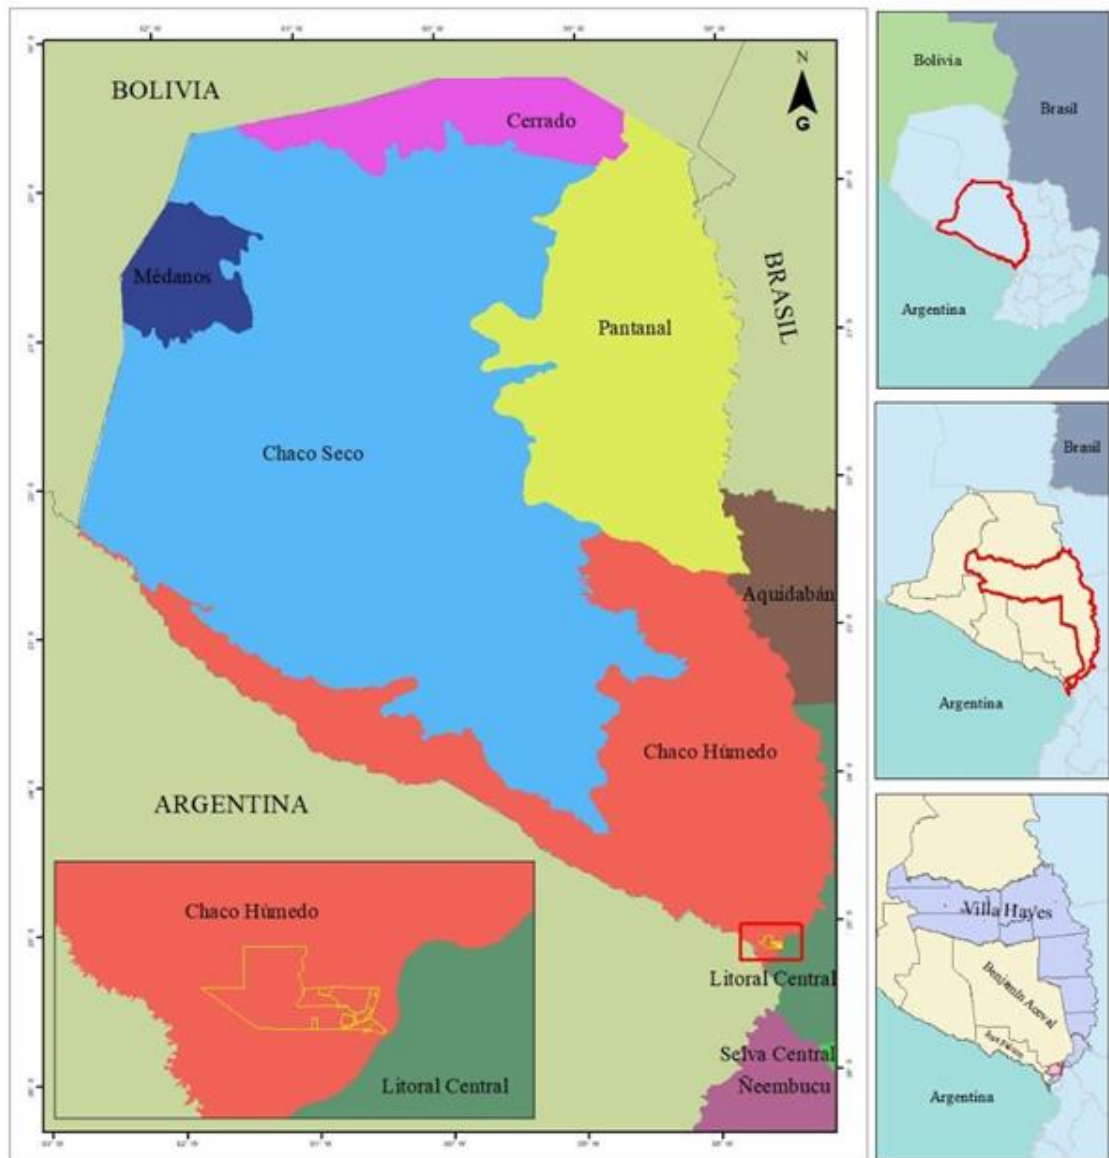 BOLIVIA
N
G
Cerrado
Médanos
Pantanal
BRASIL
Chaco Seco
Aquidabán
Chaco Húmedo
ARGENTINA
Chaco Húmedo
Litoral Central
Litoral Central
Selva Central
Ñeembucu
Bolivia
Brasil
Argentina
Brasil
Argentina
Villa Hayes
Benjamín Aceval
Argentina